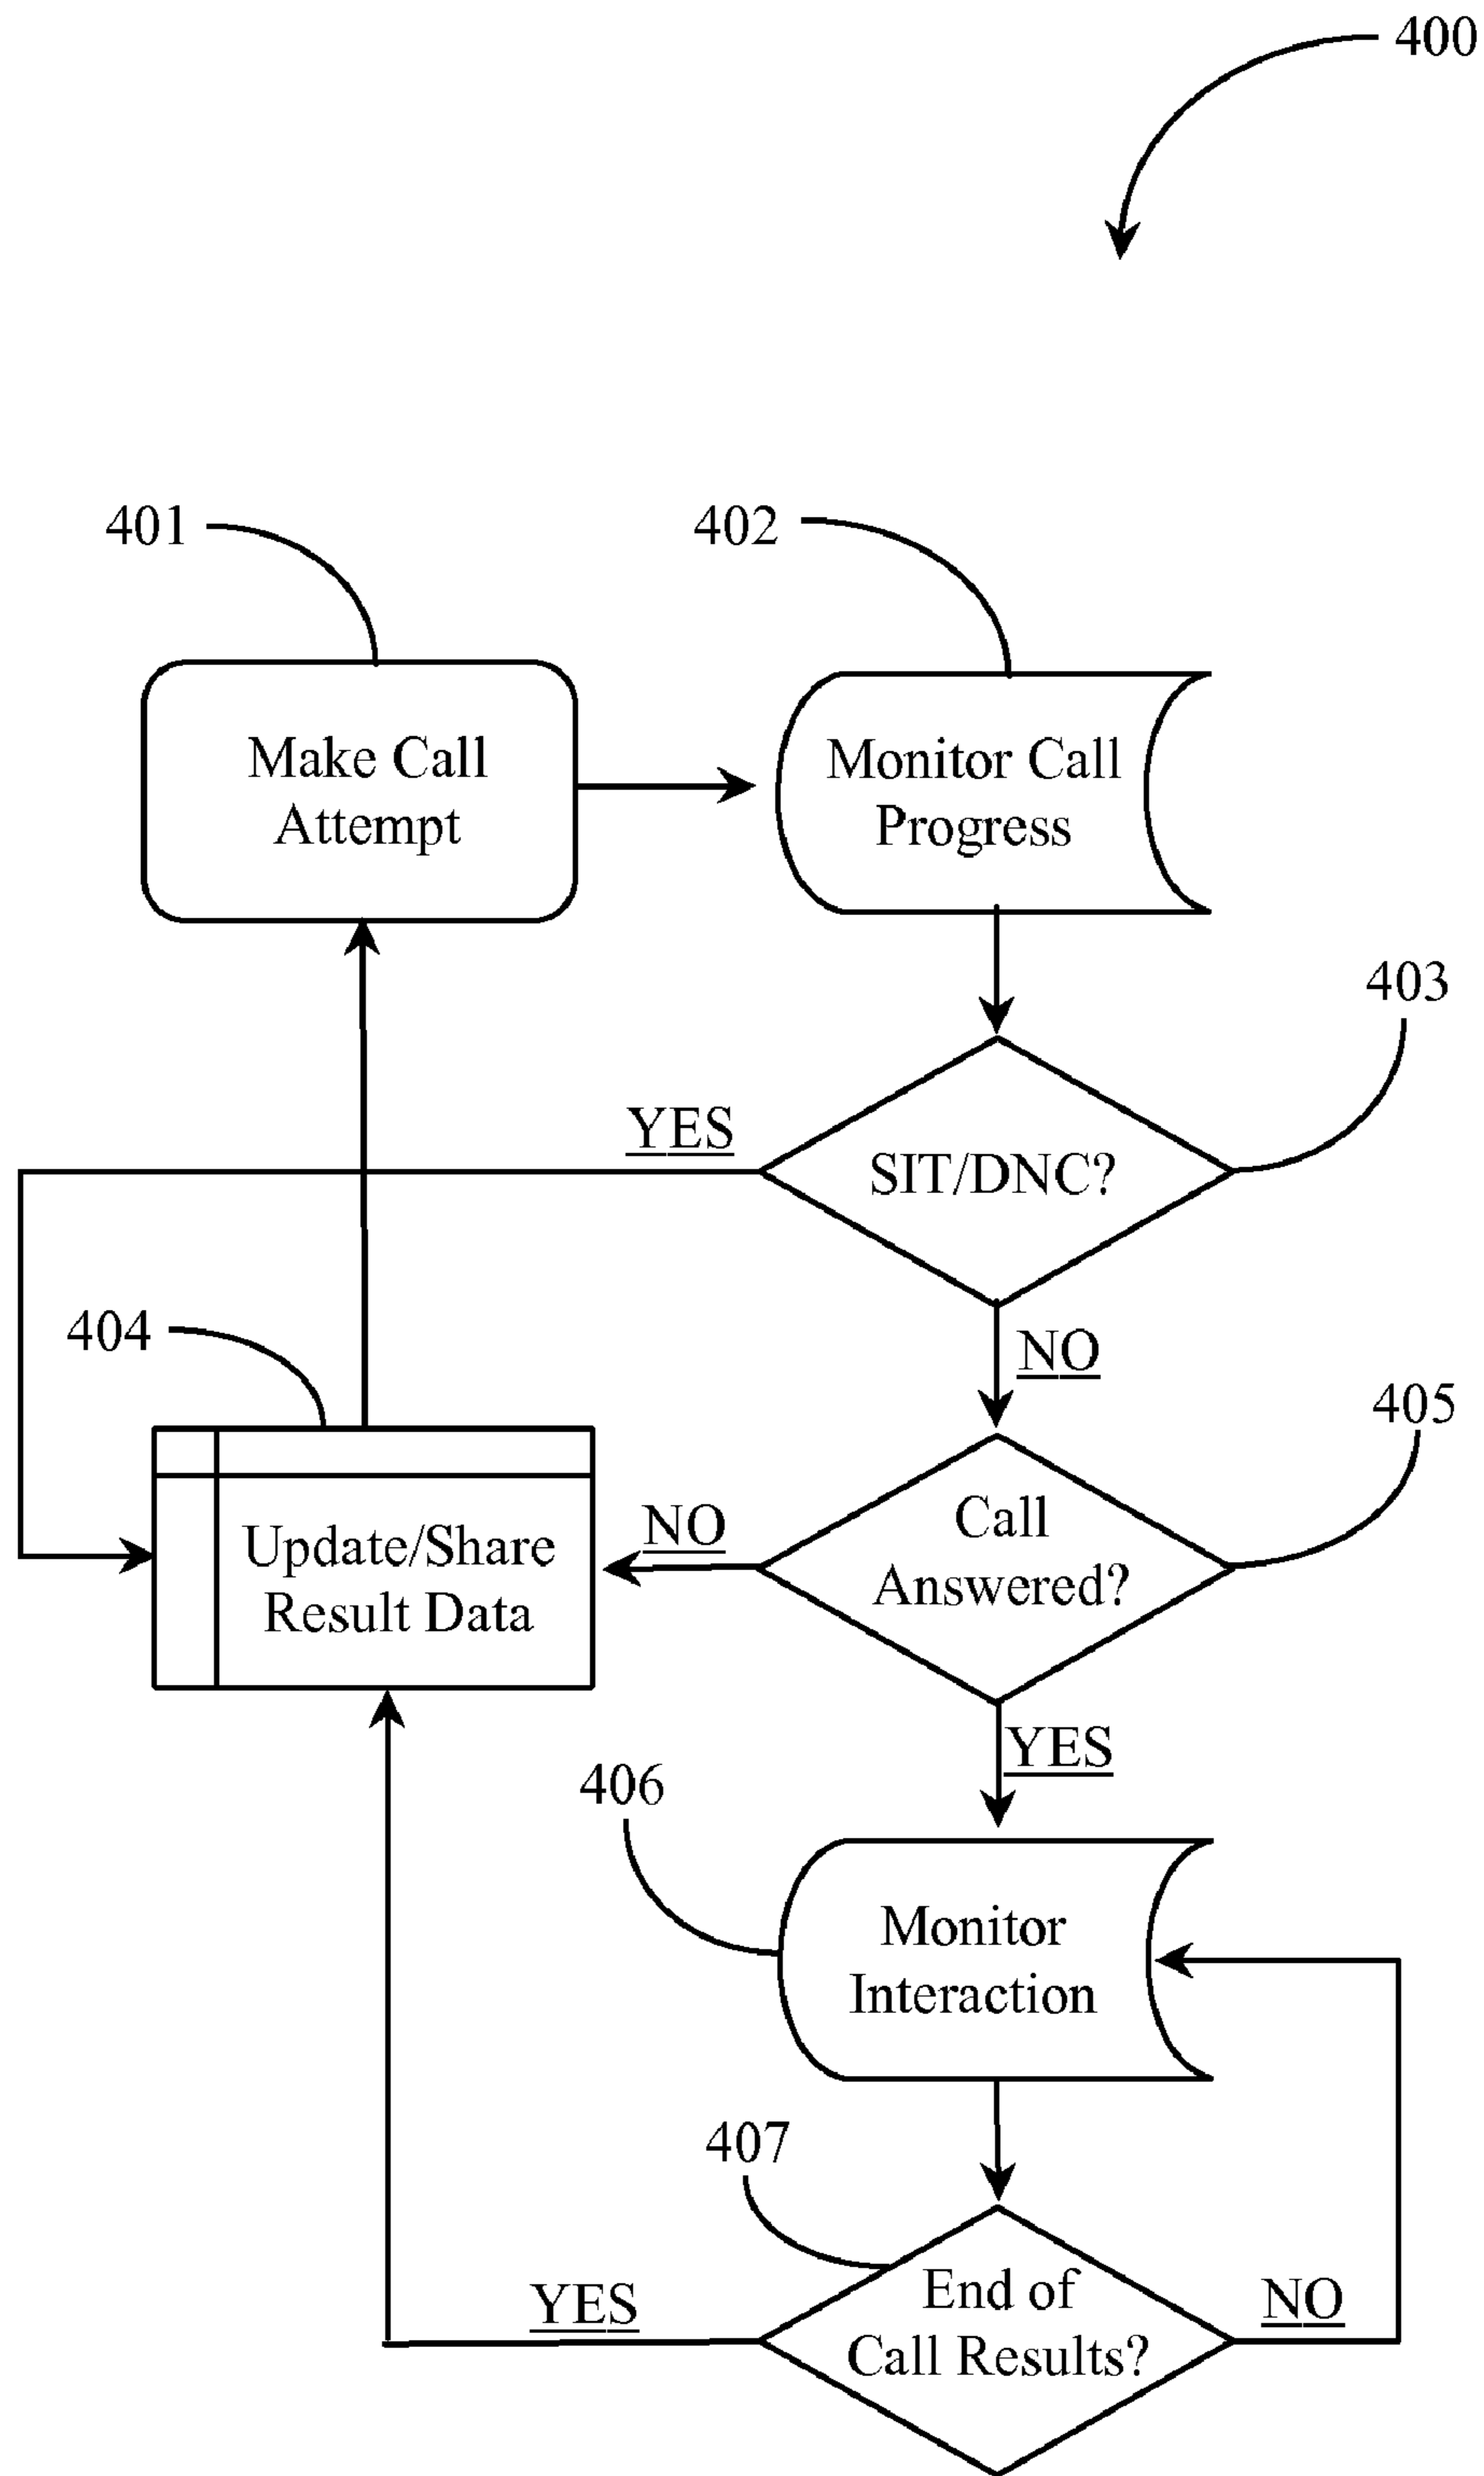 400
401
402
Make Call
Attempt
Monitor Call
Progress
403
YES
SIT/DNC?
404
NO
405
Update/Share
Result Data
NO
Call
Answered?
YES
406
Monitor
Interaction
407
YES
End of
Call Results?
NO